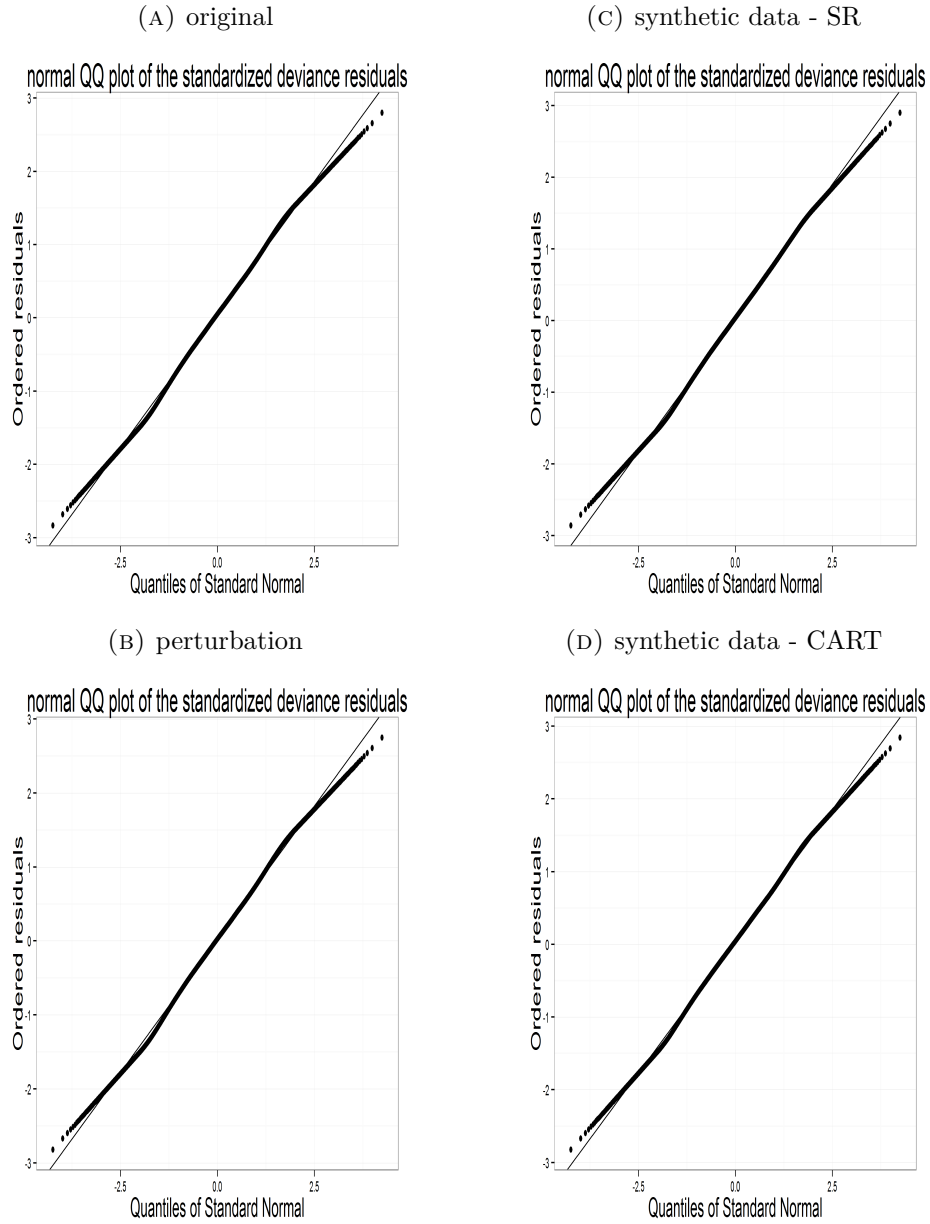 (A) original
normal QQ plot of the standardized deviance residuals
3
2
1
0
-1
-2
-3
Ordered residuals
-2.5 0.0 2.5
Quantiles of Standard Normal
(C) synthetic data - SR
normal QQ plot of the standardized deviance residuals
3
2
1
0
-1
-2
-3
Ordered residuals
-2.5 0.0 2.5
Quantiles of Standard Normal
(B) perturbation
normal QQ plot of the standardized deviance residuals
3
2
1
0
-1
-2
-3
Ordered residuals
-2.5 0.0 2.5
Quantiles of Standard Normal
(D) synthetic data - CART
normal QQ plot of the standardized deviance residuals
3
2
1
0
-1
-2
-3
Ordered residuals
-2.5 0.0 2.5
Quantiles of Standard Normal